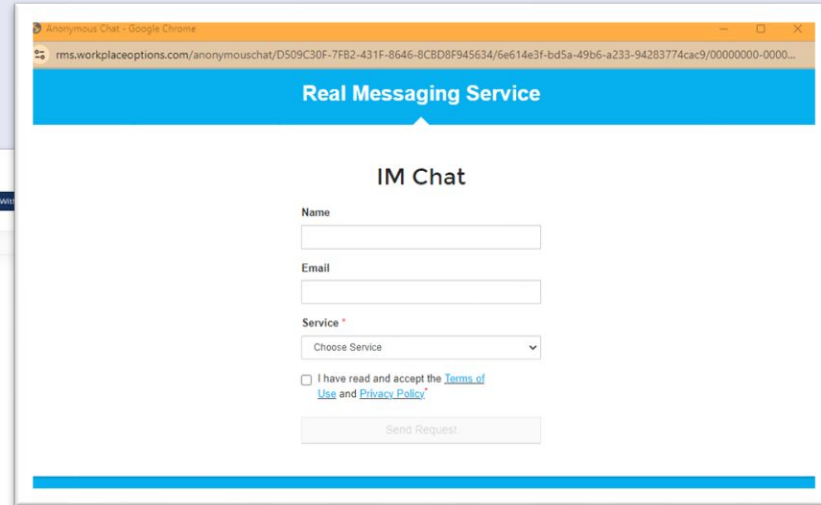 Anonymous Chat - Google Chrome
rms.workplaceoptions.com/anonymouschat/D509C30F-7FB2-431F-8646-8CBD8F945634/6e614e3f-bd5a-49b6-a233-94283774cac9/00000000-0000...
Real Messaging Service
IM Chat
With
Name
Email
Service *
Choose Service
I have read and accept the Terms of
Use and Privacy Policy*
Send Request